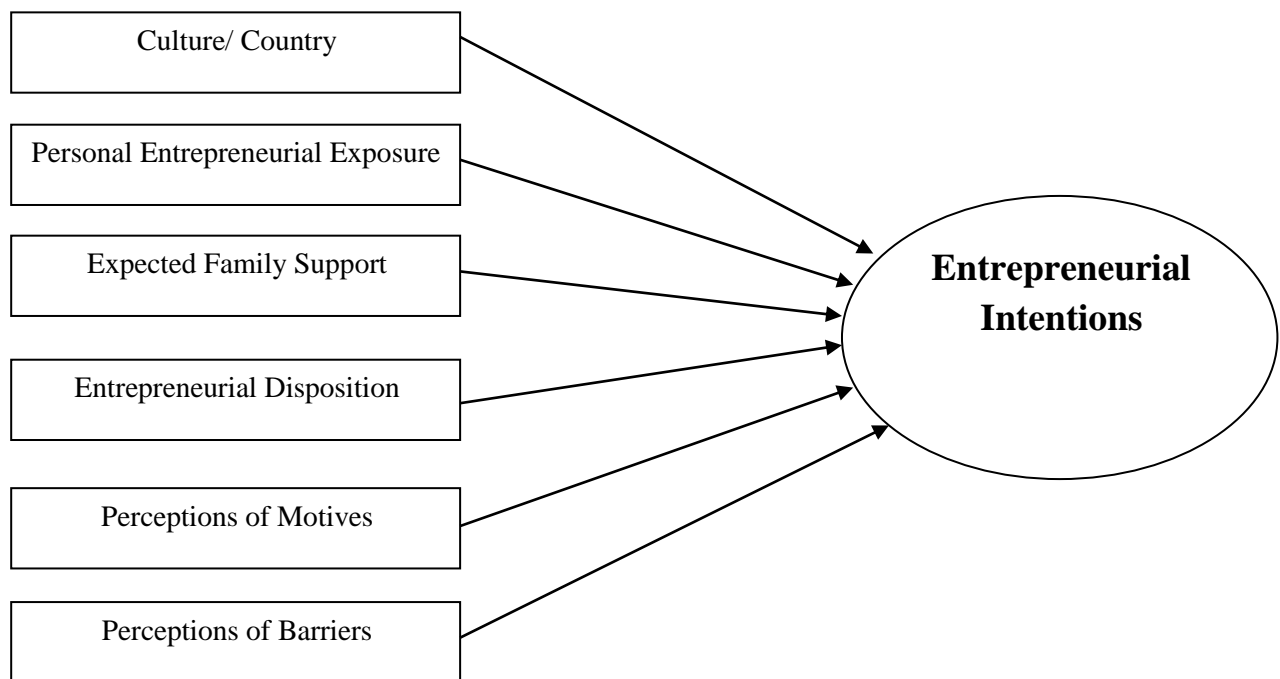 Culture/ Country
Personal Entrepreneurial Exposure
Expected Family Support
Entrepreneurial
Intentions
Entrepreneurial Disposition
Perceptions of Motives
Perceptions of Barriers